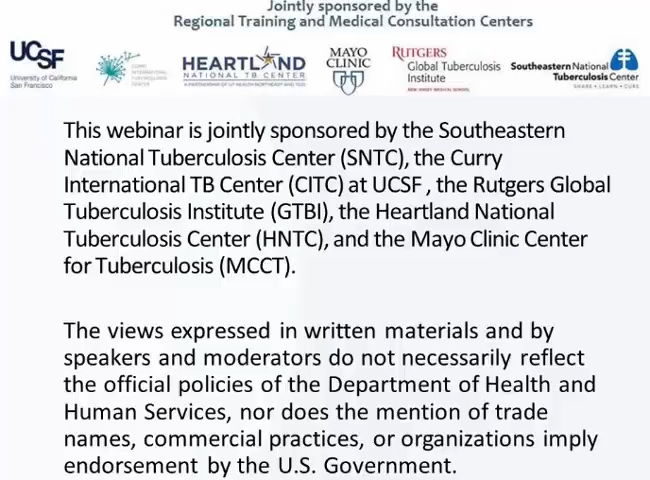 Jointly sponsored by the
Regional Training and Medical Consultation Centers
UCSF
University of California
San Francisco
CURRY
INTERNATIONAL
TUBERCULOSIS
CENTER
HEARTLAND
NATIONAL TB CENTER
A PARTNERSHIP OF UT HEALTH NORTHEAST AND TCID
MAYO
CLINIC
RUTGERS
Global Tuberculosis
Institute
NEW JERSEY MEDICAL SCHOOL
Southeastern National
Tuberculosis Center
SHARE • LEARN • CURE
This webinar is jointly sponsored by the Southeastern
National Tuberculosis Center (SNTC), the Curry
International TB Center (CITC) at UCSF , the Rutgers Global
Tuberculosis Institute (GTBI), the Heartland National
Tuberculosis Center (HNTC), and the Mayo Clinic Center
for Tuberculosis (MCCT).
The views expressed in written materials and by
speakers and moderators do not necessarily reflect
the official policies of the Department of Health and
Human Services, nor does the mention of trade
names, commercial practices, or organizations imply
endorsement by the U.S. Government.